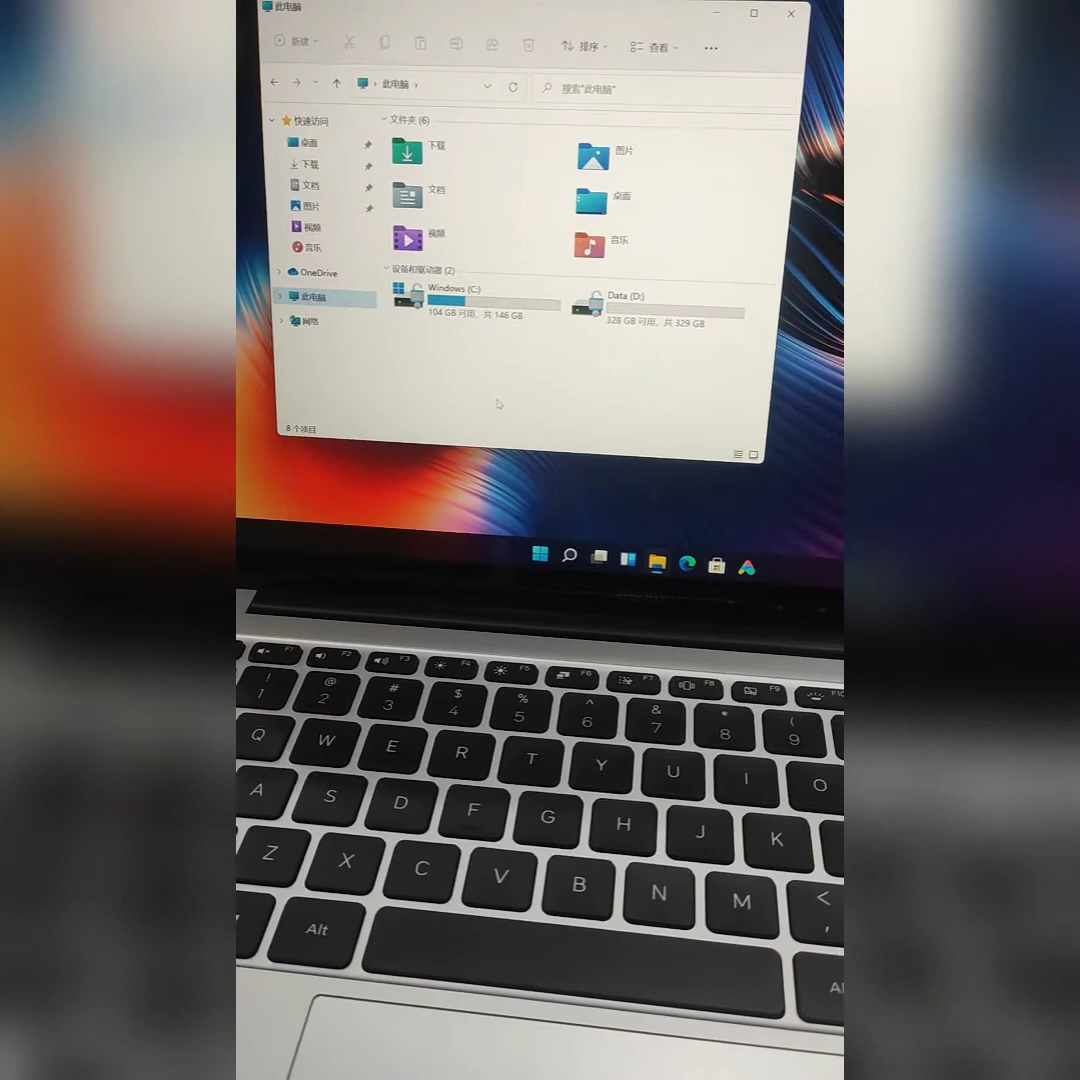 此电脑
新建
排序
查看
此电脑
搜索"此电脑"
快速访问
桌面
下载
文档
图片
视频
音乐
OneDrive
此电脑
网络
文件夹 (6)
下载
图片
文档
桌面
视频
音乐
设备和驱动器 (2)
Windows (C:)
104 GB 可用，共 146 GB
Data (D:)
328 GB 可用，共 329 GB
8 个项目
F1 F2 F3 F4 F5 F6 F7 F8 F9 F10
! @ # $ % ^ & * (
1 2 3 4 5 6 7 8 9
Q W E R T Y U I O
A S D F G H J K
Z X C V B N M < ,
Alt